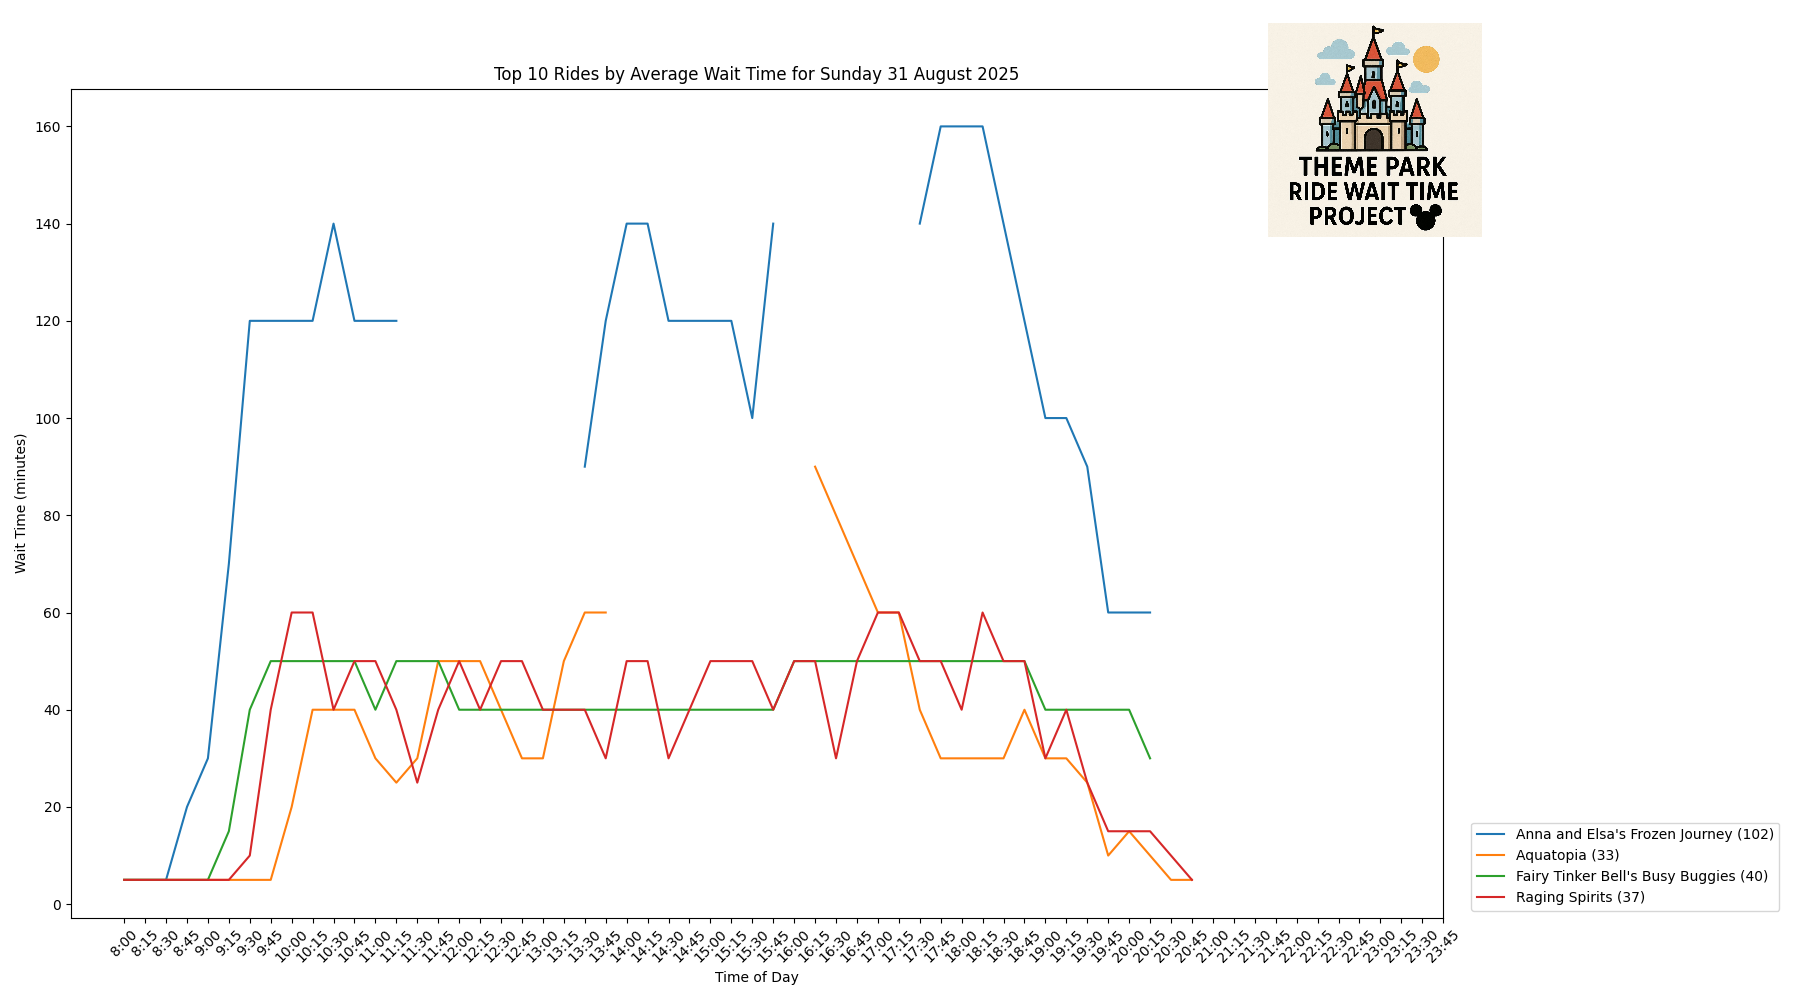 Top 10 Rides by Average Wait Time for Sunday 31 August 2025
THEME PARK
RIDE WAIT TIME
PROJECT
Wait Time (minutes)
160
140
120
100
80
60
40
20
0
8:00 8:15 8:30 8:45 9:00 9:15 9:30 9:45 10:00 10:15 10:30 10:45 11:00 11:15 11:30 11:45 12:00 12:15 12:30 12:45 13:00 13:15 13:30 13:45 14:00 14:15 14:30 14:45 15:00 15:15 15:30 15:45 16:00 16:15 16:30 16:45 17:00 17:15 17:30 17:45 18:00 18:15 18:30 18:45 19:00 19:15 19:30 19:45 20:00 20:15 20:30 20:45 21:00 21:15 21:30 21:45 22:00 22:15 22:30 22:45 23:00 23:15 23:30 23:45
Time of Day
Anna and Elsa's Frozen Journey (102)
Aquatopia (33)
Fairy Tinker Bell's Busy Buggies (40)
Raging Spirits (37)